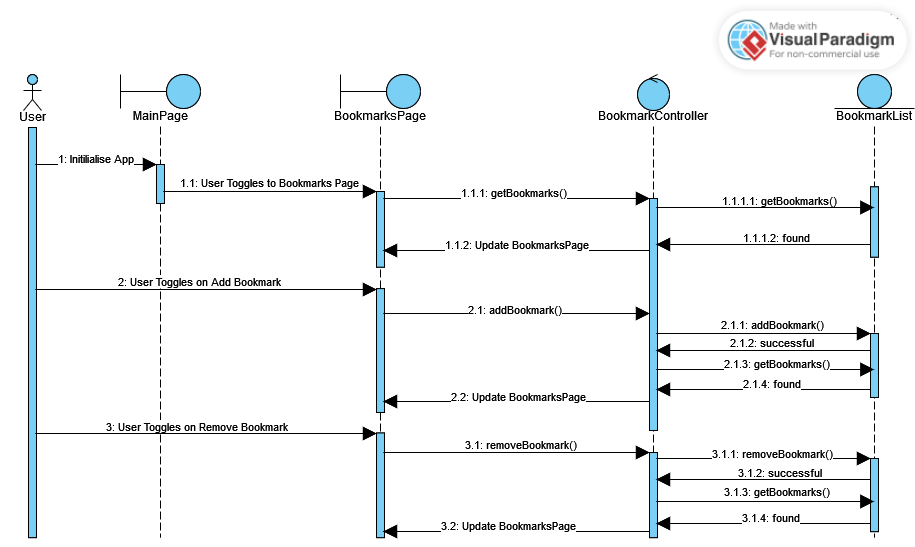 Made with
Visual Paradigm
For non-commercial use
User
MainPage
BookmarksPage
BookmarkController
BookmarkList
1: Initilialise App
1.1: User Toggles to Bookmarks Page
1.1.1: getBookmarks()
1.1.1.1: getBookmarks()
1.1.1.2: found
1.1.2: Update BookmarksPage
2: User Toggles on Add Bookmark
2.1: addBookmark()
2.1.1: addBookmark()
2.1.2: successful
2.1.3: getBookmarks()
2.1.4: found
2.2: Update BookmarksPage
3: User Toggles on Remove Bookmark
3.1: removeBookmark()
3.1.1: removeBookmark()
3.1.2: successful
3.1.3: getBookmarks()
3.1.4: found
3.2: Update BookmarksPage